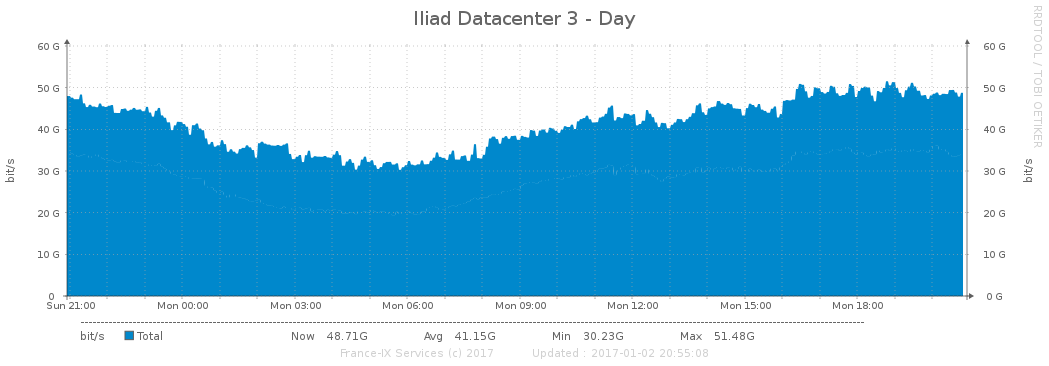 Iliad Datacenter 3 - Day
RRDTOOL / TOBI OETIKER
60 G 60 G
50 G 50 G
40 G 40 G
30 G 30 G
20 G 20 G
10 G 10 G
0 0 G
bit/s bit/s
Sun 21:00 Mon 00:00 Mon 03:00 Mon 06:00 Mon 09:00 Mon 12:00 Mon 15:00 Mon 18:00
bit/s Total Now 48.71G Avg 41.15G Min 30.23G Max 51.48G
France-IX Services (c) 2017 Updated : 2017-01-02 20:55:08